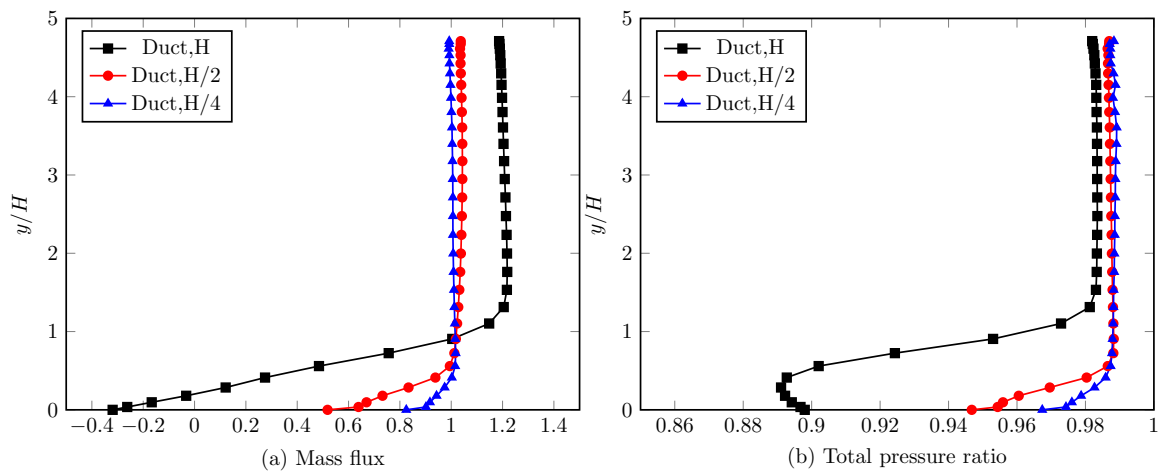 5
4
3
2
1
0
y/H
Duct,H
Duct,H/2
Duct,H/4
−0.4 −0.2 0 0.2 0.4 0.6 0.8 1 1.2 1.4
(a) Mass flux
5
4
3
2
1
0
y/H
Duct,H
Duct,H/2
Duct,H/4
0.86 0.88 0.9 0.92 0.94 0.96 0.98 1
(b) Total pressure ratio